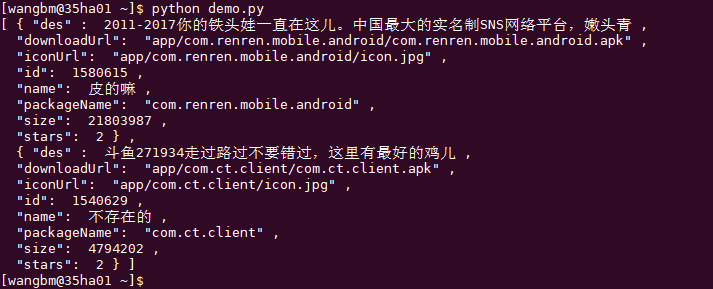 [wangbm@35ha01 ~]$ python demo.py
[ { "des" :  2011-2017你的铁头娃一直在这儿。中国最大的实名制SNS网络平台，嫩头青 ,
  "downloadUrl":  "app/com.renren.mobile.android/com.renren.mobile.android.apk" ,
  "iconUrl":  "app/com.renren.mobile.android/icon.jpg" ,
  "id":  1580615 ,
  "name":  皮的嘛 ,
  "packageName":  "com.renren.mobile.android" ,
  "size":  21803987 ,
  "stars":  2 } ,
  { "des" :  斗鱼271934走过路过不要错过，这里有最好的鸡儿 ,
  "downloadUrl":  "app/com.ct.client/com.ct.client.apk" ,
  "iconUrl":  "app/com.ct.client/icon.jpg" ,
  "id":  1540629 ,
  "name":  不存在的 ,
  "packageName":  "com.ct.client" ,
  "size":  4794202 ,
  "stars":  2 } ]
[wangbm@35ha01 ~]$